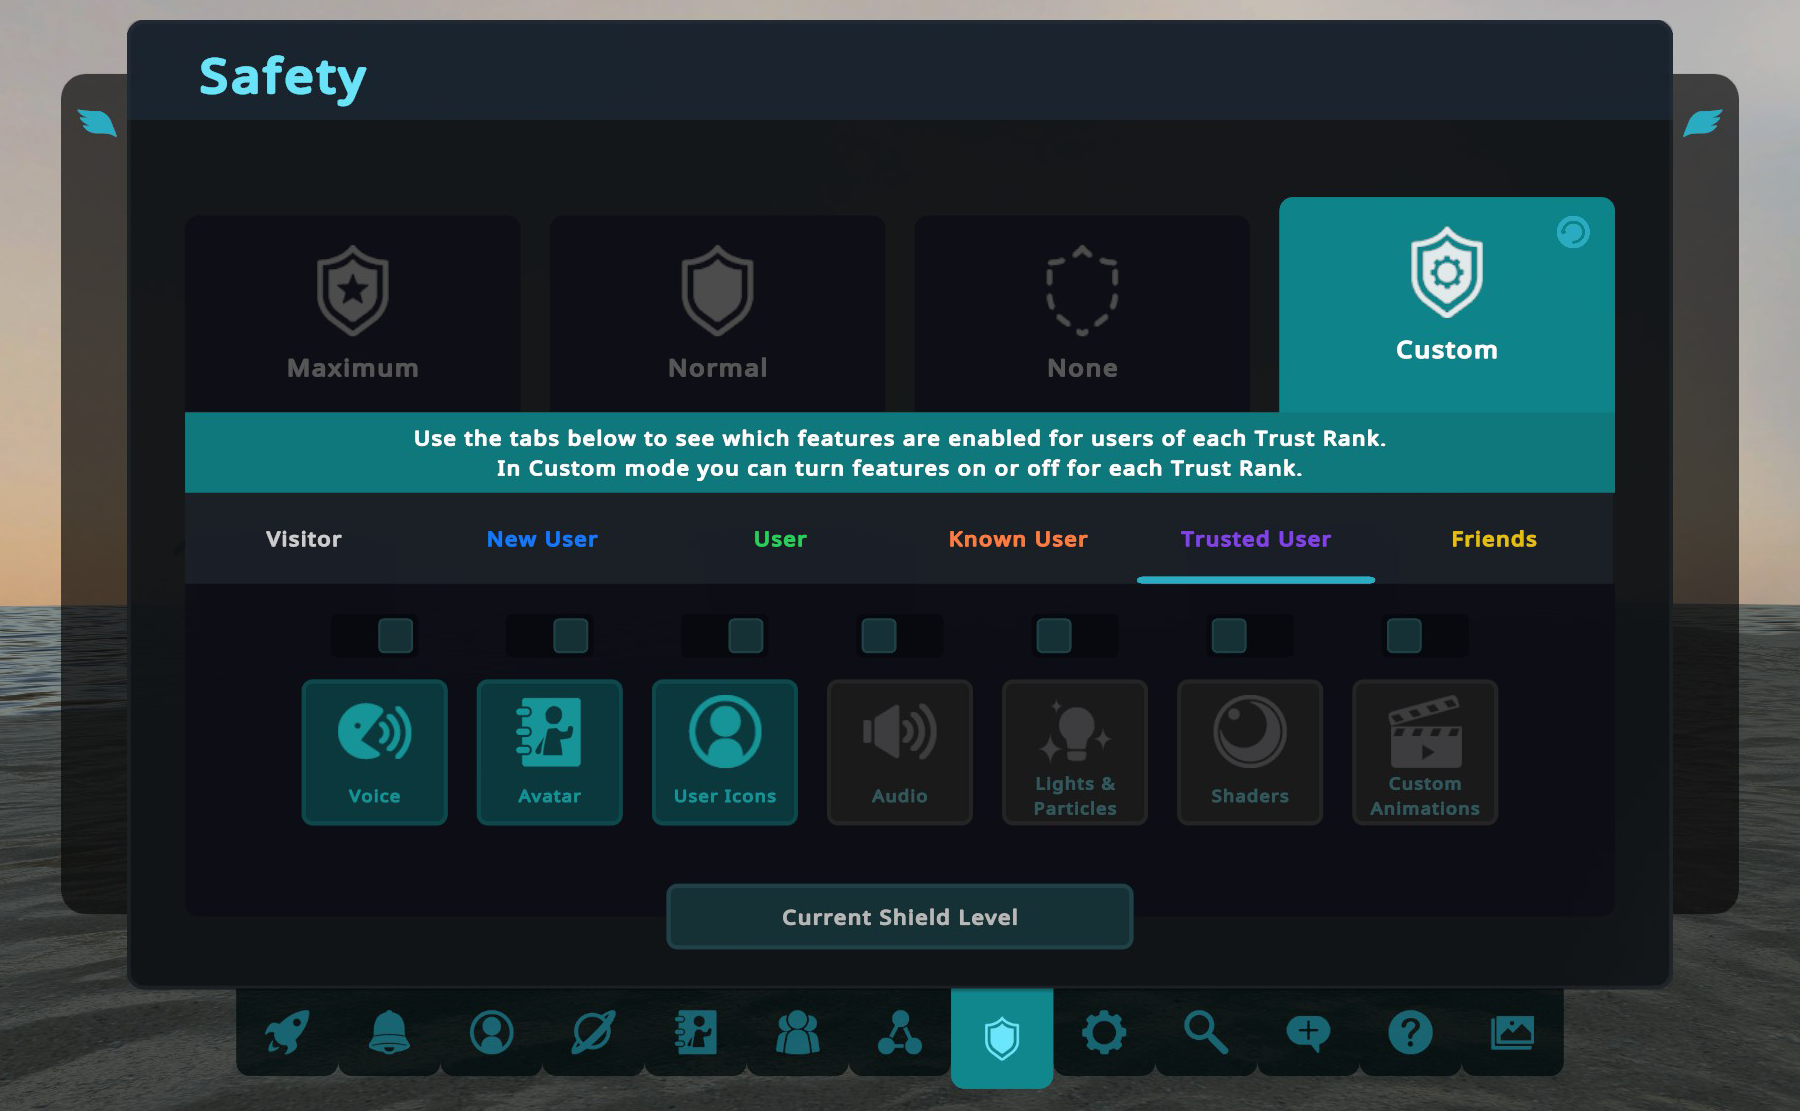 Safety
Maximum
Normal
None
Custom
Use the tabs below to see which features are enabled for users of each Trust Rank.
In Custom mode you can turn features on or off for each Trust Rank.
Visitor
New User
User
Known User
Trusted User
Friends
Voice
Avatar
User Icons
Audio
Lights &
Particles
Shaders
Custom
Animations
Current Shield Level